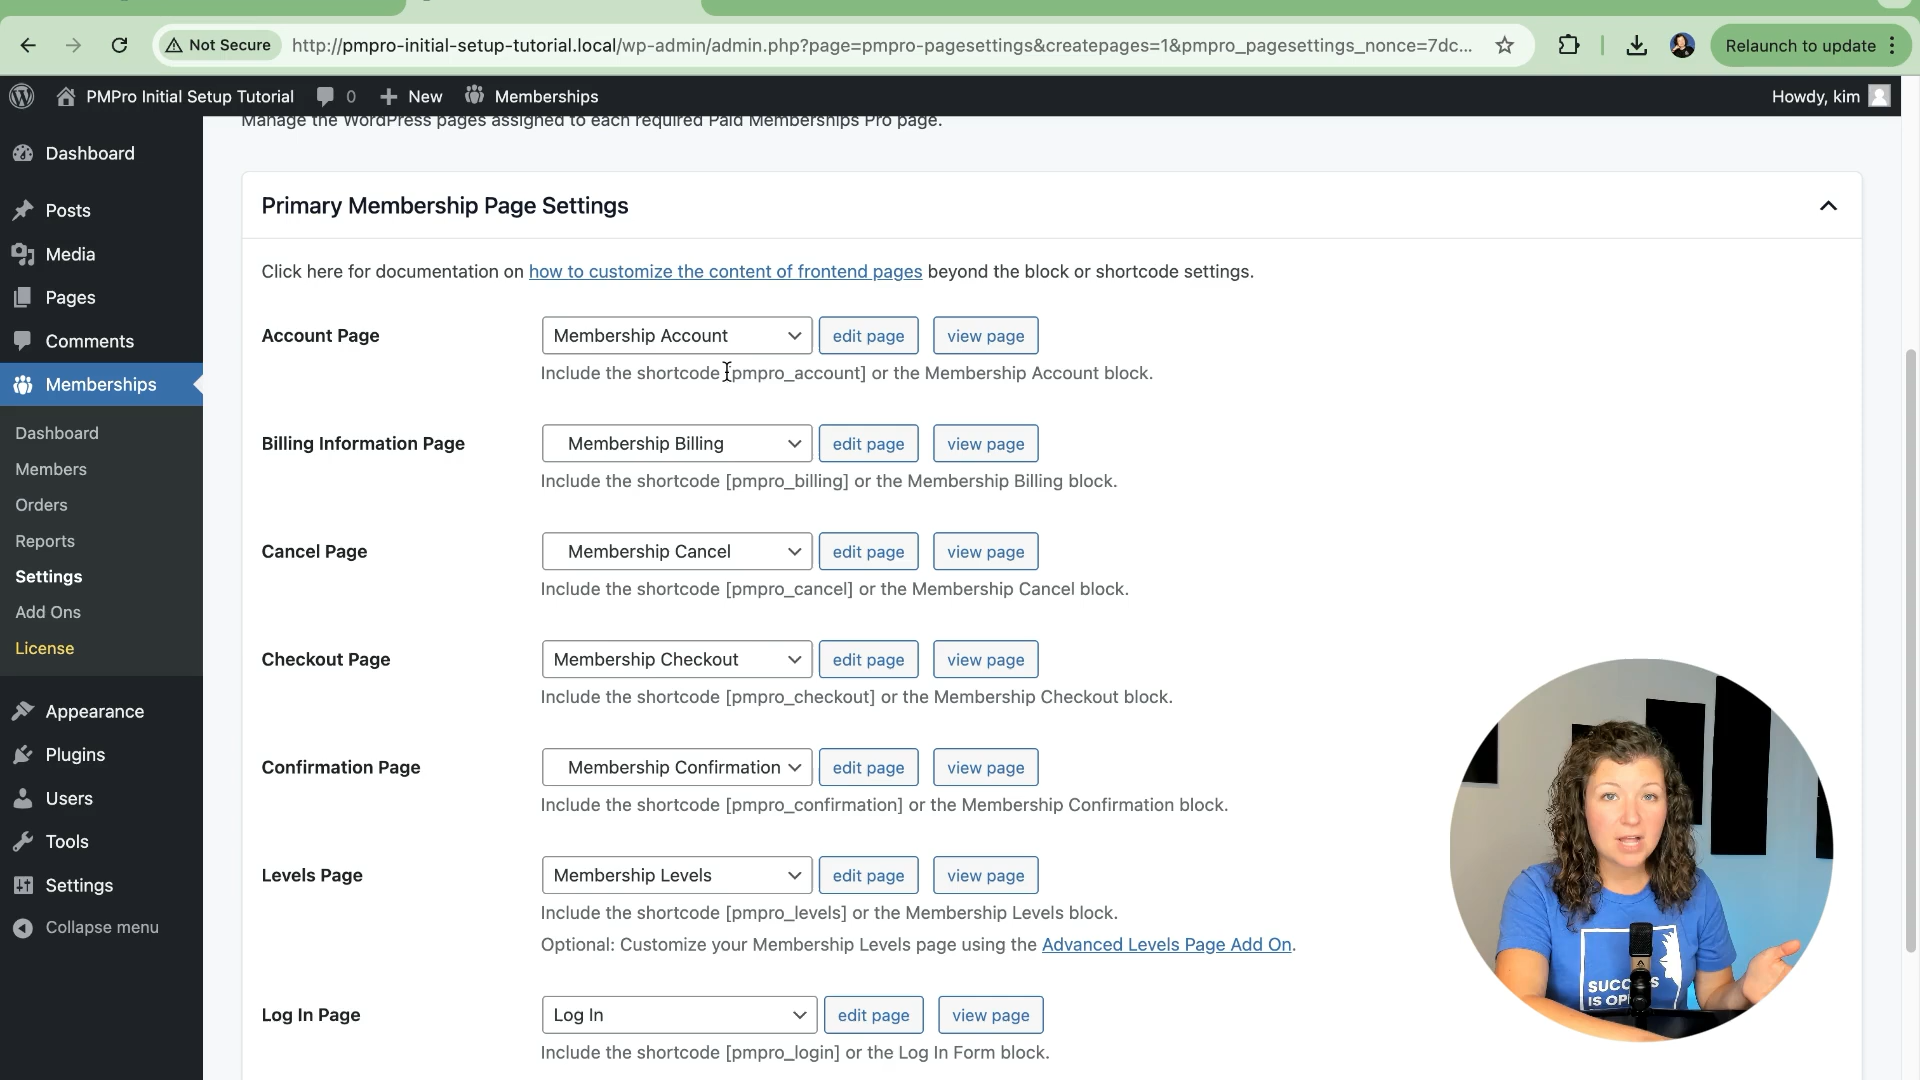 Not Secure
http://pmpro-initial-setup-tutorial.local/wp-admin/admin.php?page=pmpro-pagesettings&createpages=1&pmpro_pagesettings_nonce=7dc...
Relaunch to update
PMPro Initial Setup Tutorial
0
New
Memberships
Howdy, kim
Manage the WordPress pages assigned to each required Paid Memberships Pro page.
Dashboard
Posts
Media
Pages
Comments
Memberships
Dashboard
Members
Orders
Reports
Settings
Add Ons
License
Appearance
Plugins
Users
Tools
Settings
Collapse menu
Primary Membership Page Settings
Click here for documentation on how to customize the content of frontend pages beyond the block or shortcode settings.
Account Page
Membership Account
edit page
view page
Include the shortcode [pmpro_account] or the Membership Account block.
Billing Information Page
Membership Billing
edit page
view page
Include the shortcode [pmpro_billing] or the Membership Billing block.
Cancel Page
Membership Cancel
edit page
view page
Include the shortcode [pmpro_cancel] or the Membership Cancel block.
Checkout Page
Membership Checkout
edit page
view page
Include the shortcode [pmpro_checkout] or the Membership Checkout block.
Confirmation Page
Membership Confirmation
edit page
view page
Include the shortcode [pmpro_confirmation] or the Membership Confirmation block.
Levels Page
Membership Levels
edit page
view page
Include the shortcode [pmpro_levels] or the Membership Levels block.
Optional: Customize your Membership Levels page using the Advanced Levels Page Add On.
Log In Page
Log In
edit page
view page
Include the shortcode [pmpro_login] or the Log In Form block.
IS